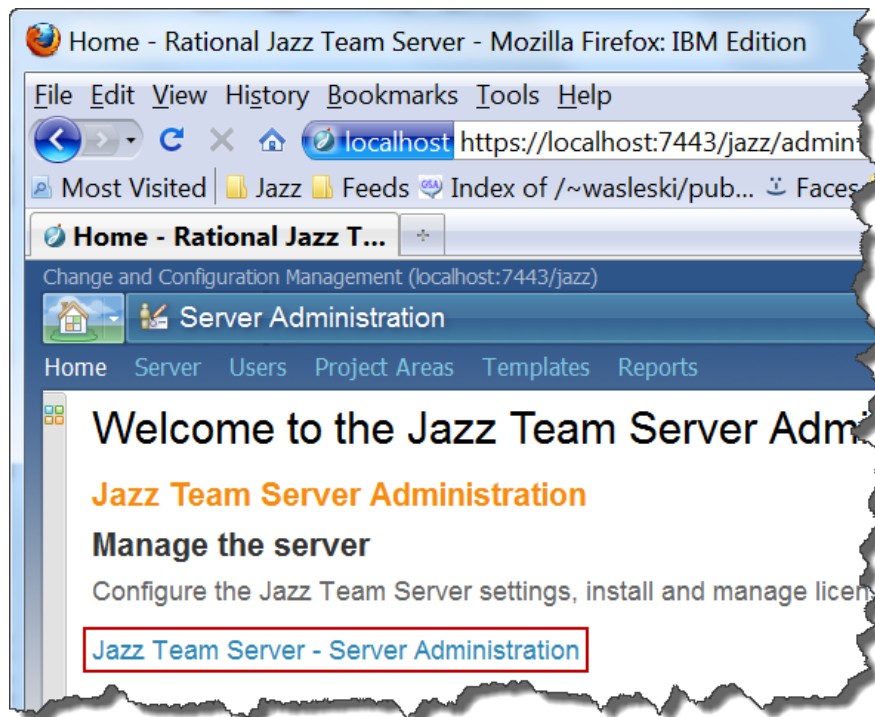 Home - Rational Jazz Team Server - Mozilla Firefox: IBM Edition
File Edit View History Bookmarks Tools Help
localhost https://localhost:7443/jazz/admin
Most Visited Jazz Feeds GSA Index of /~wasleski/pub... Faces
Home - Rational Jazz T...
Change and Configuration Management (localhost:7443/jazz)
Server Administration
Home Server Users Project Areas Templates Reports
Welcome to the Jazz Team Server Admi
Jazz Team Server Administration
Manage the server
Configure the Jazz Team Server settings, install and manage licen
Jazz Team Server - Server Administration